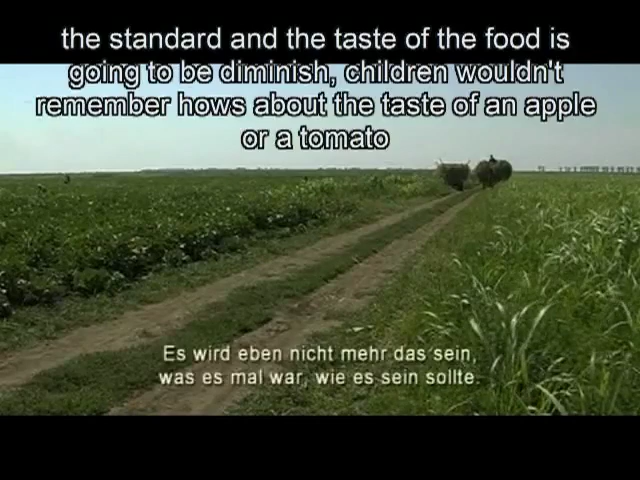 the standard and the taste of the food is
going to be diminish, children wouldn't
remember hows about the taste of an apple
or a tomato
Es wird eben nicht mehr das sein,
was es mal war, wie es sein sollte.